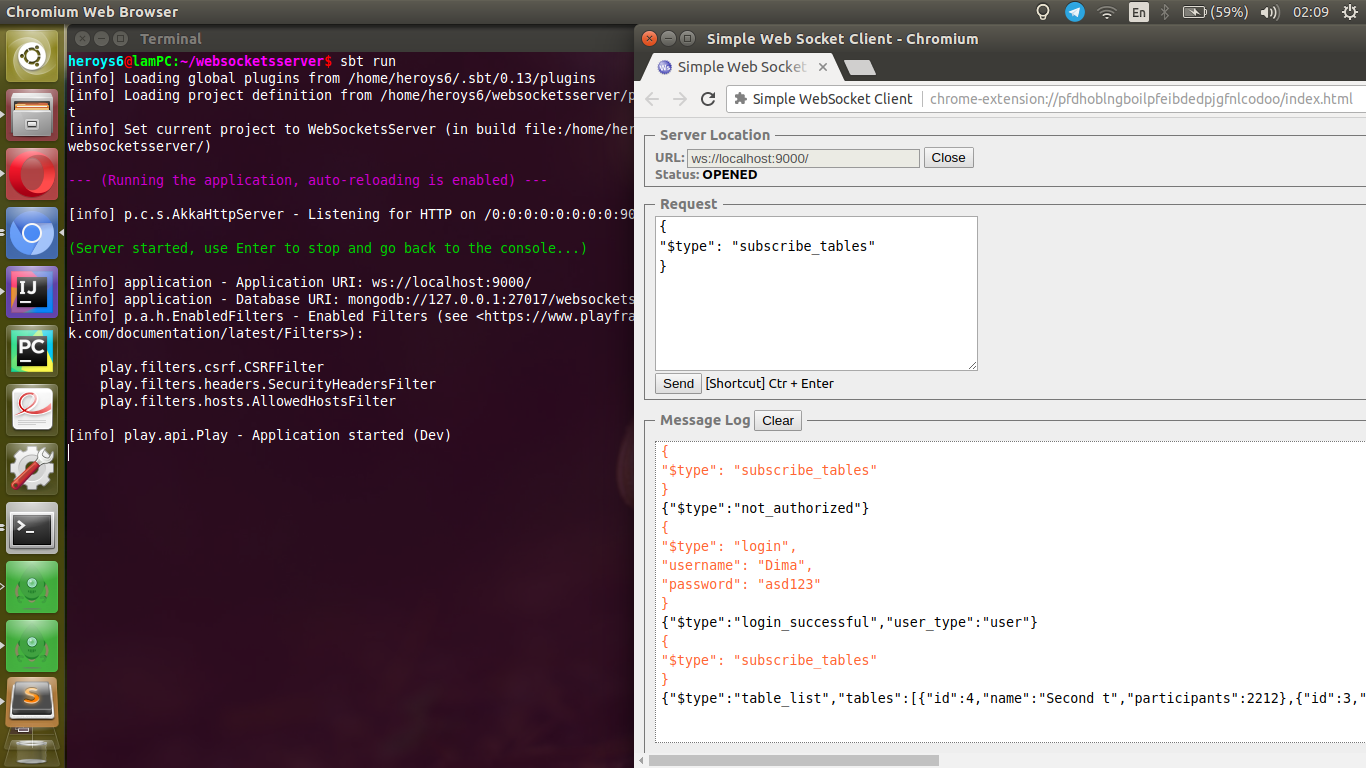 Chromium Web Browser
En
(59%)
02:09
Terminal
heroys6@lamPC:~/websocketsserver$ sbt run
[info] Loading global plugins from /home/heroys6/.sbt/0.13/plugins
[info] Loading project definition from /home/heroys6/websocketsserver/p
t
[info] Set current project to WebSocketsServer (in build file:/home/her
websocketsserver/)
--- (Running the application, auto-reloading is enabled) ---
[info] p.c.s.AkkaHttpServer - Listening for HTTP on /0:0:0:0:0:0:0:0:90
(Server started, use Enter to stop and go back to the console...)
[info] application - Application URI: ws://localhost:9000/
[info] application - Database URI: mongodb://127.0.0.1:27017/websockets
[info] p.a.h.EnabledFilters - Enabled Filters (see <https://www.playfra
k.com/documentation/latest/Filters>):
play.filters.csrf.CSRFFilter
play.filters.headers.SecurityHeadersFilter
play.filters.hosts.AllowedHostsFilter
[info] play.api.Play - Application started (Dev)
IJ
PC
S
Simple Web Socket Client - Chromium
Ws
Simple Web Socket
Simple WebSocket Client
chrome-extension://pfdhoblngboilpfeibdedpjgfnlcodoo/index.html
Server Location
URL: ws://localhost:9000/ Close
Status: OPENED
Request
{
"$type": "subscribe_tables"
}
Send [Shortcut] Ctr + Enter
Message Log Clear
{
"$type": "subscribe_tables"
}
{"$type":"not_authorized"}
{
"$type": "login",
"username": "Dima",
"password": "asd123"
}
{"$type":"login_successful","user_type":"user"}
{
"$type": "subscribe_tables"
}
{"$type":"table_list","tables":[{"id":4,"name":"Second t","participants":2212},{"id":3,"